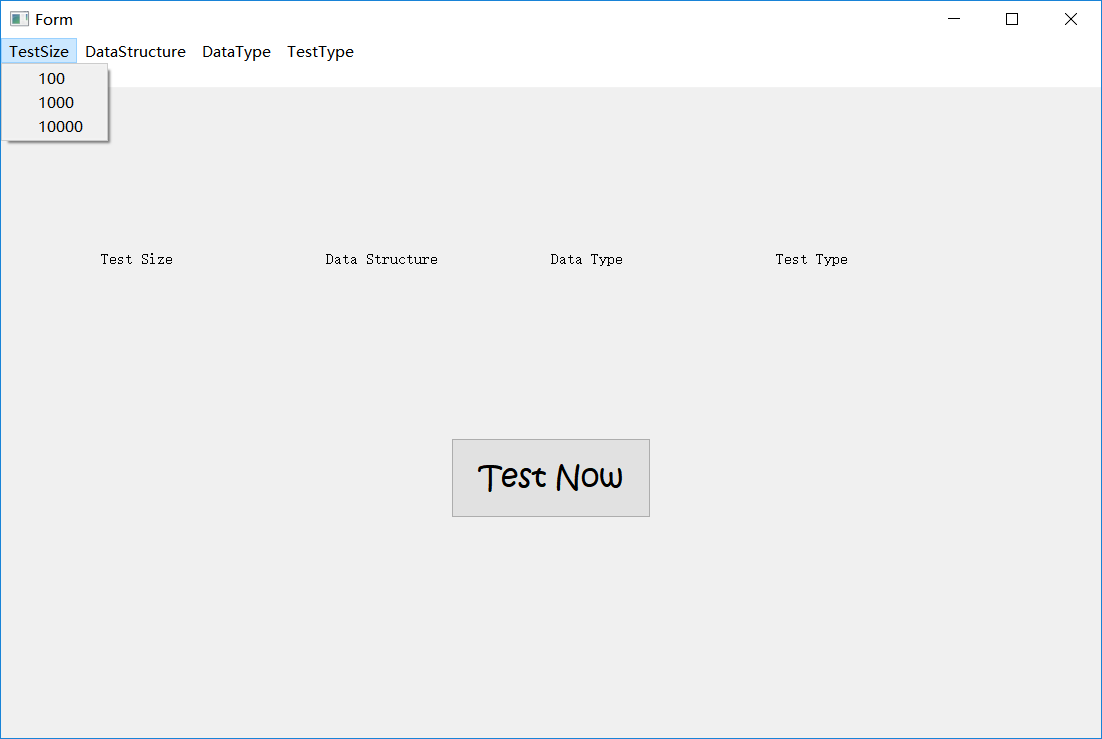 Form
TestSize DataStructure DataType TestType
100
1000
10000
Test Size Data Structure Data Type Test Type
Test Now